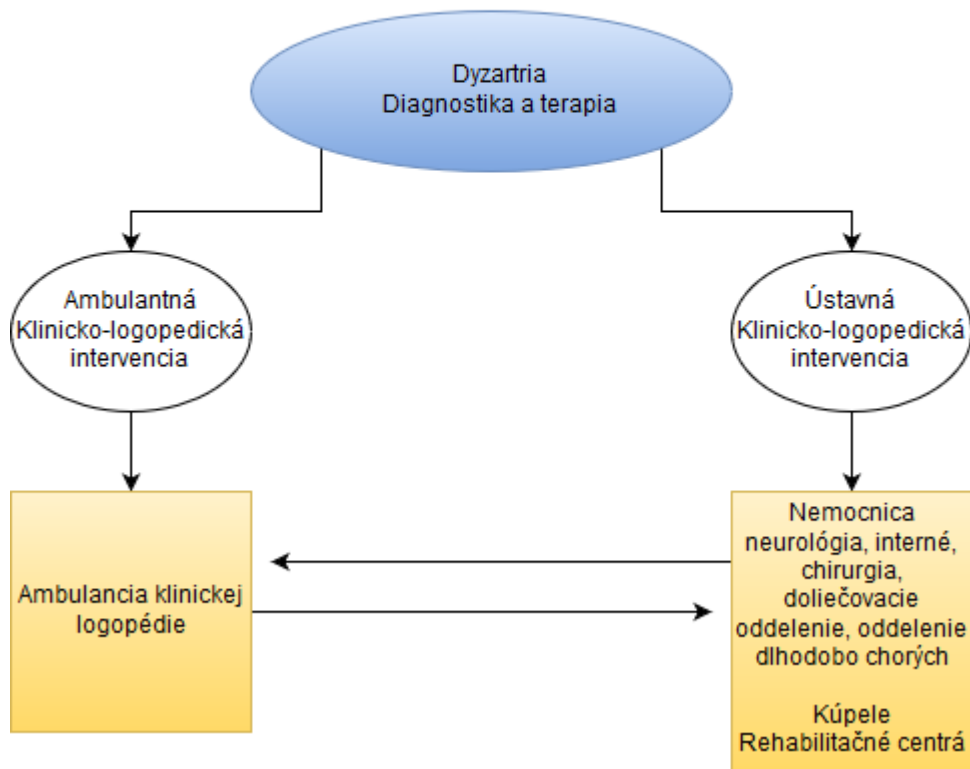 Dyzartria
Diagnostika a terapia
Ambulantná
Klinicko-logopedická
intervencia
Ústavná
Klinicko-logopedická
intervencia
Ambulancia klinickej
logopédie
Nemocnica
neurológia, interné,
chirurgia,
doliečovacie
oddelenie, oddelenie
dlhodobo chorých
Kúpele
Rehabilitačné centrá